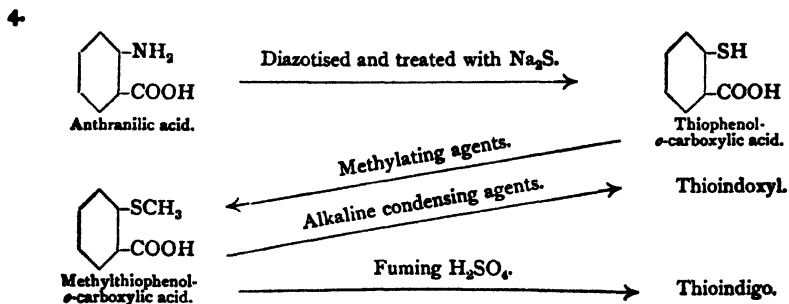 4.
NH₂
COOH
Anthranilic acid.
Diazotised and treated with Na₂S.
SH
COOH
Thiophenol-
o-carboxylic acid.
Methylating agents.
Alkaline condensing agents.
Thioindoxyl.
SCH₃
COOH
Methylthiophenol-
o-carboxylic acid.
Fuming H₂SO₄.
Thioindigo.